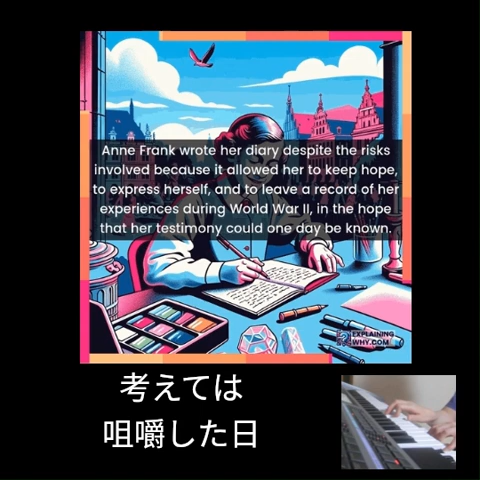 Anne Frank wrote her diary despite the risks
involved because it allowed her to keep hope,
to express herself, and to leave a record of her
experiences during World War II, in the hope
that her testimony could one day be known.
EXPLAINING
WHY.COM
考えては
咀嚼した日